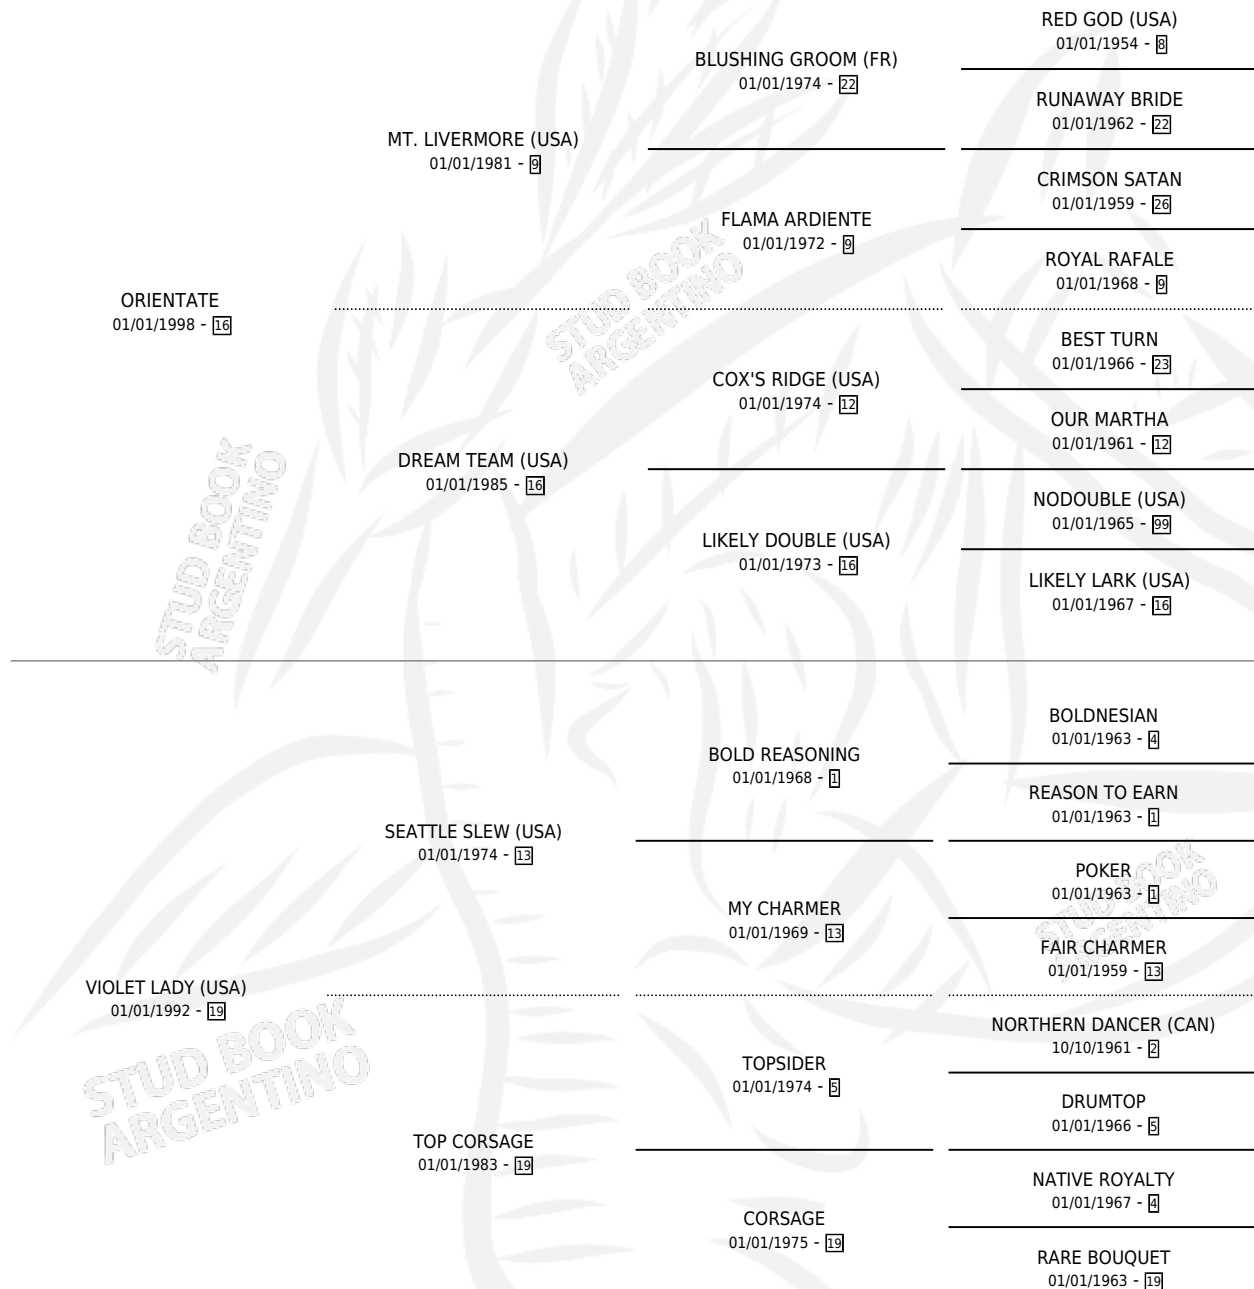 RED GOD (USA)
01/01/1954 - 8
BLUSHING GROOM (FR)
01/01/1974 - 22
RUNAWAY BRIDE
01/01/1962 - 22
MT. LIVERMORE (USA)
01/01/1981 - 9
CRIMSON SATAN
01/01/1959 - 26
FLAMA ARDIENTE
01/01/1972 - 9
ROYAL RAFALE
01/01/1968 - 9
ORIENTATE
01/01/1998 - 16
BEST TURN
01/01/1966 - 23
COX'S RIDGE (USA)
01/01/1974 - 12
OUR MARTHA
01/01/1961 - 12
DREAM TEAM (USA)
01/01/1985 - 16
NODOUBLE (USA)
01/01/1965 - 99
LIKELY DOUBLE (USA)
01/01/1973 - 16
LIKELY LARK (USA)
01/01/1967 - 16
BOLDNESIAN
01/01/1963 - 4
BOLD REASONING
01/01/1968 - 1
REASON TO EARN
01/01/1963 - 1
SEATTLE SLEW (USA)
01/01/1974 - 13
POKER
01/01/1963 - 1
MY CHARMER
01/01/1969 - 13
FAIR CHARMER
01/01/1959 - 13
VIOLET LADY (USA)
01/01/1992 - 19
NORTHERN DANCER (CAN)
10/10/1961 - 2
TOPSIDER
01/01/1974 - 5
DRUMTOP
01/01/1966 - 5
TOP CORSAGE
01/01/1983 - 19
NATIVE ROYALTY
01/01/1967 - 4
CORSAGE
01/01/1975 - 19
RARE BOUQUET
01/01/1963 - 19
STUD BOOK
ARGENTINO
STUD BOOK
ARGENTINO
STUD BOOK
ARGENTINO
STUD BOOK
ARGENTINO